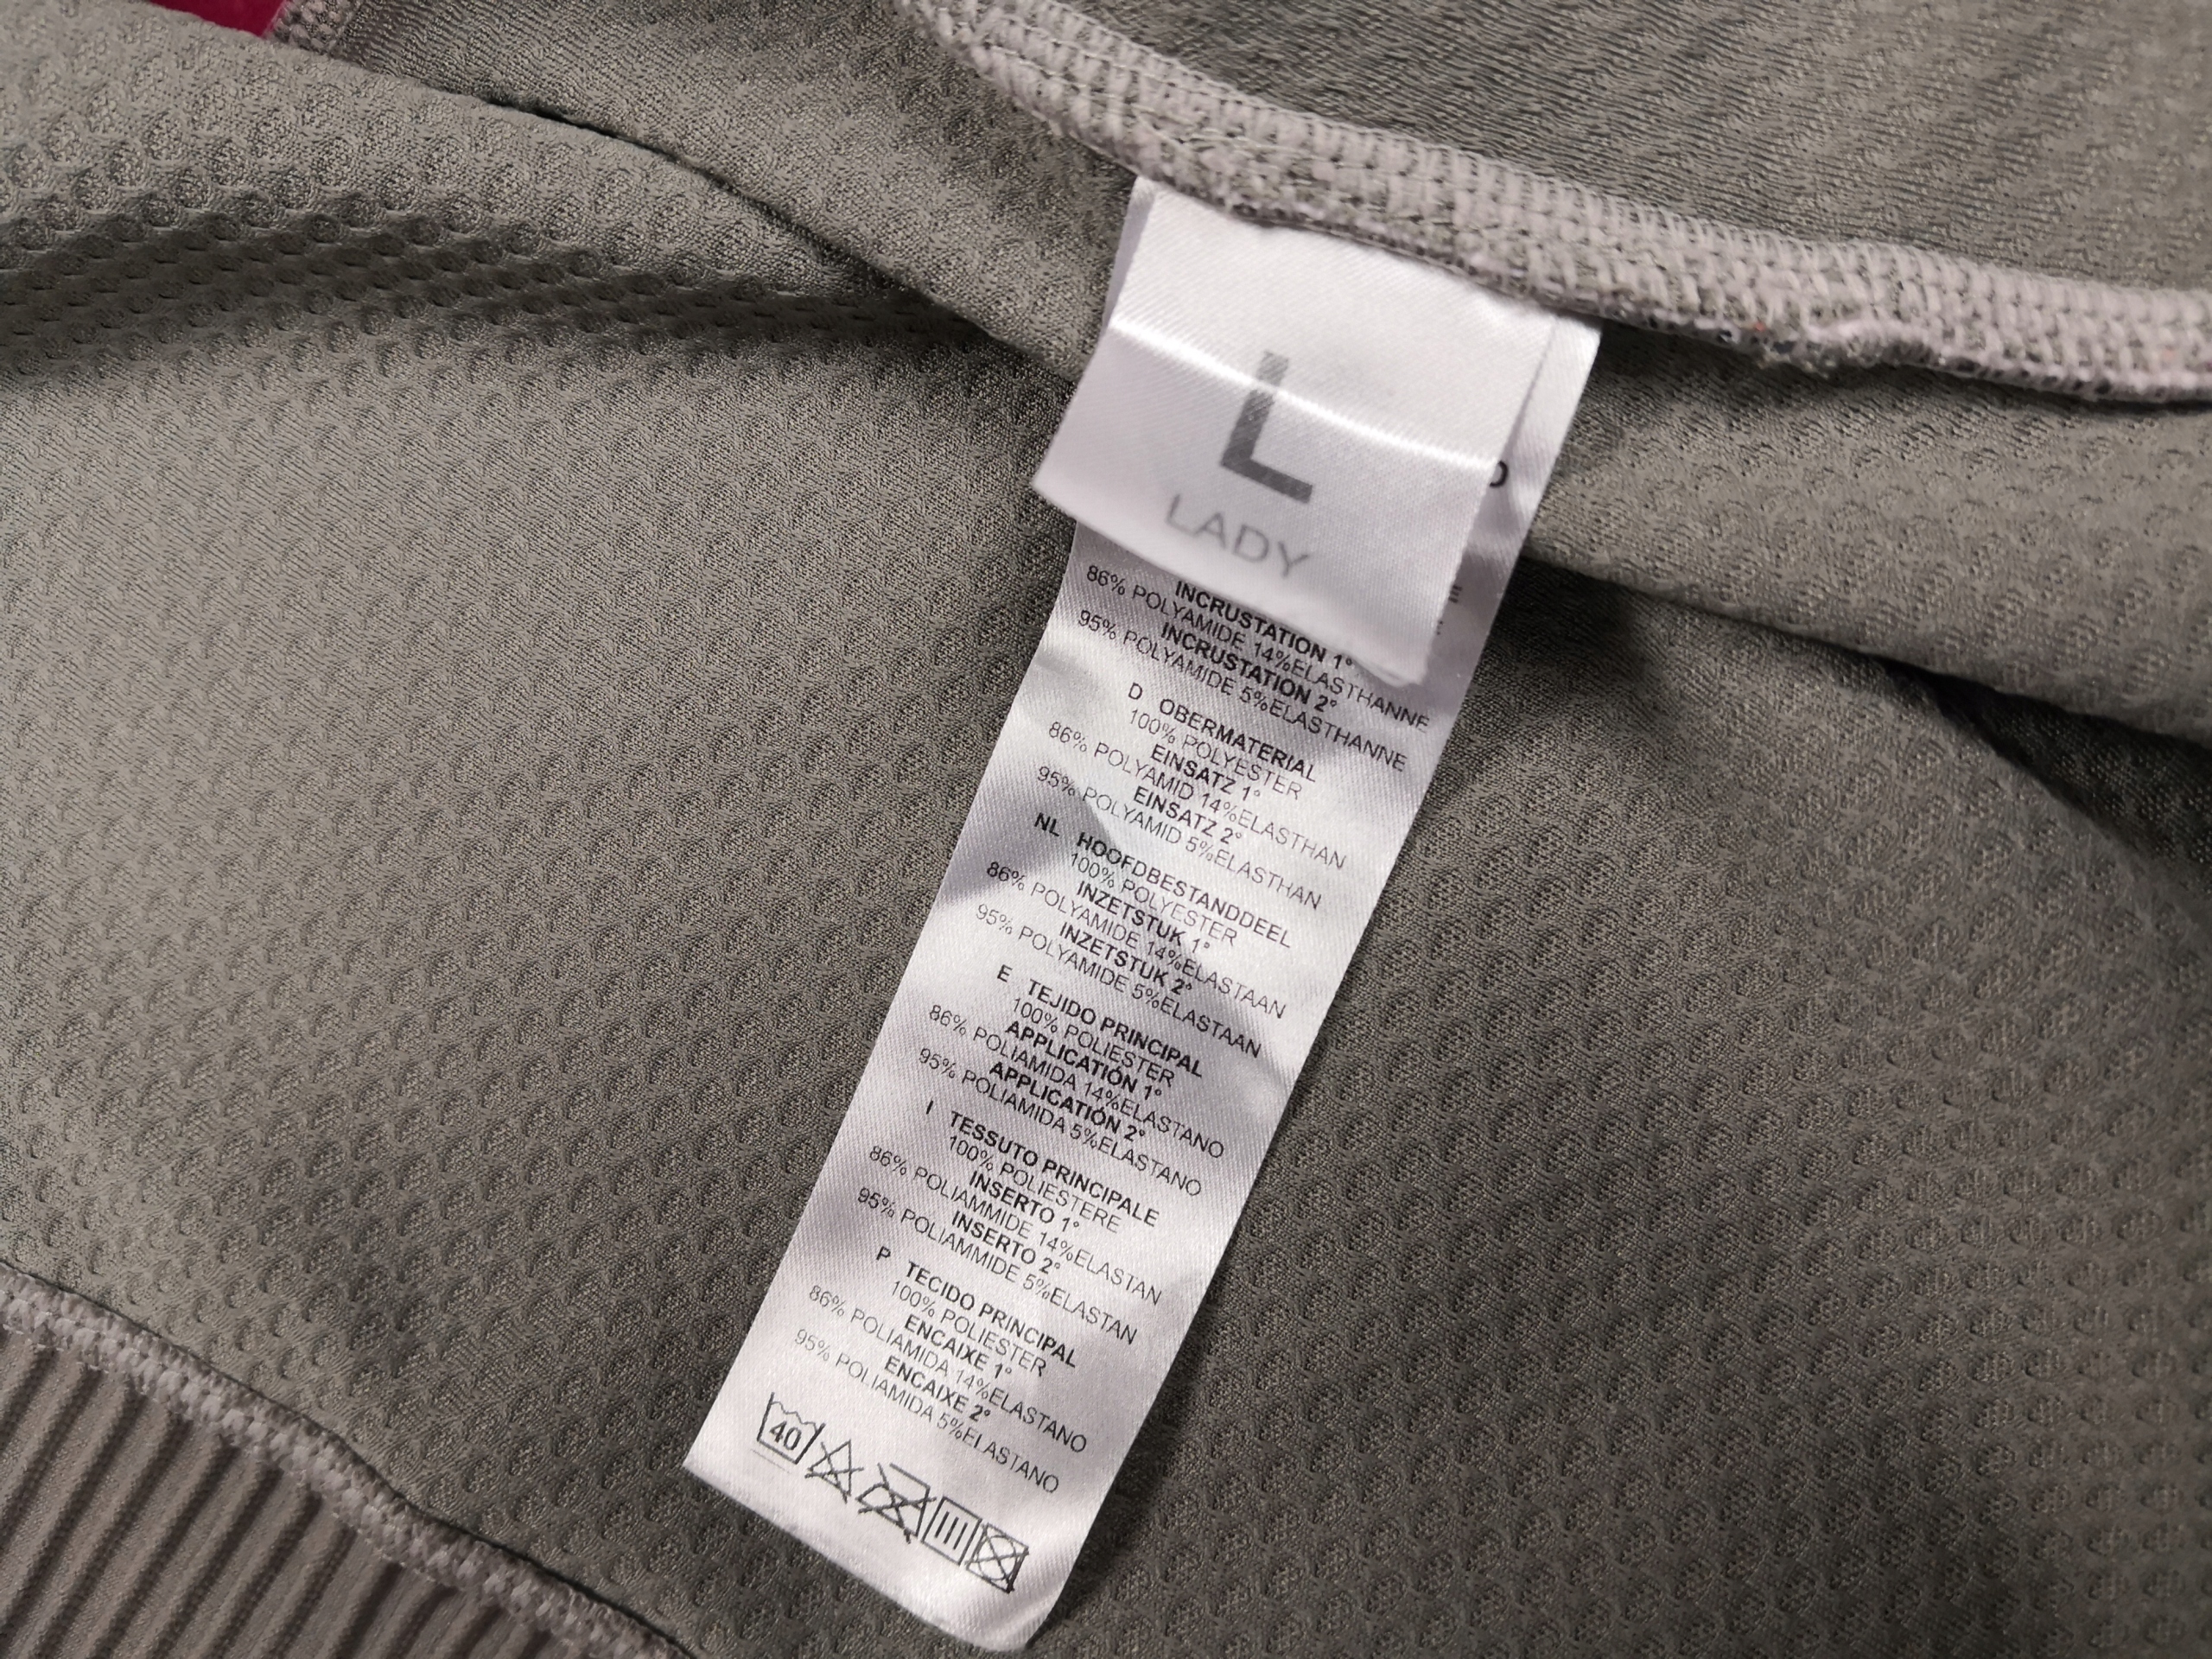 L
LADY
INCRUSTATION 1°
86% POLYAMIDE 14%ELASTHANNE
INCRUSTATION 2°
95% POLYAMIDE 5%ELASTHANNE
D OBERMATERIAL
100% POLYESTER
EINSATZ 1°
86% POLYAMID 14%ELASTHAN
EINSATZ 2°
95% POLYAMID 5%ELASTHAN
NL HOOFDBESTANDDEEL
100% POLYESTER
INZETSTUK 1°
86% POLYAMIDE 14%ELASTAAN
INZETSTUK 2°
95% POLYAMIDE 5%ELASTAAN
E TEJIDO PRINCIPAL
100% POLIESTER
APPLICATIÓN 1°
86% POLIAMIDA 14%ELASTANO
APPLICATIÓN 2°
95% POLIAMIDA 5%ELASTANO
I TESSUTO PRINCIPALE
100% POLIESTERE
INSERTO 1°
86% POLIAMMIDE 14%ELASTAN
INSERTO 2°
95% POLIAMMIDE 5%ELASTAN
P TECIDO PRINCIPAL
100% POLIESTER
ENCAIXE 1°
86% POLIAMIDA 14%ELASTANO
ENCAIXE 2°
95% POLIAMIDA 5%ELASTANO
40